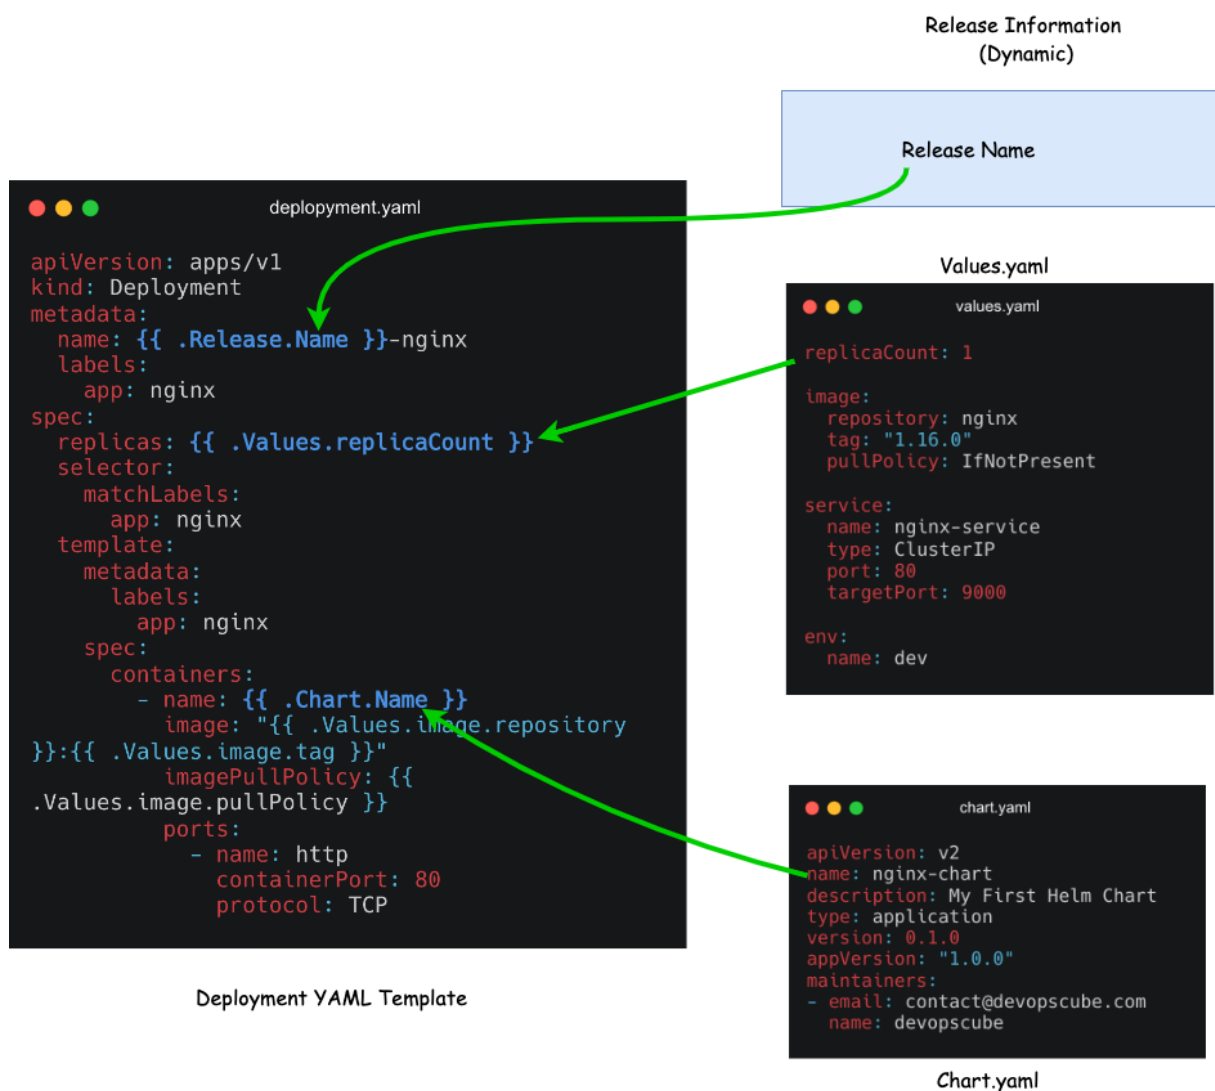 Release Information
(Dynamic)
Release Name
deplopyment.yaml
apiVersion: apps/v1
kind: Deployment
metadata:
  name: {{ .Release.Name }}-nginx
  labels:
    app: nginx
spec:
  replicas: {{ .Values.replicaCount }}
  selector:
    matchLabels:
      app: nginx
  template:
    metadata:
      labels:
        app: nginx
    spec:
      containers:
        - name: {{ .Chart.Name }}
          image: "{{ .Values.image.repository
}}:{{ .Values.image.tag }}"
          imagePullPolicy: {{
.Values.image.pullPolicy }}
          ports:
            - name: http
              containerPort: 80
              protocol: TCP
Deployment YAML Template
Values.yaml
values.yaml
replicaCount: 1
image:
  repository: nginx
  tag: "1.16.0"
  pullPolicy: IfNotPresent
service:
  name: nginx-service
  type: ClusterIP
  port: 80
  targetPort: 9000
env:
  name: dev
chart.yaml
apiVersion: v2
name: nginx-chart
description: My First Helm Chart
type: application
version: 0.1.0
appVersion: "1.0.0"
maintainers:
- email: contact@devopscube.com
  name: devopscube
Chart.yaml